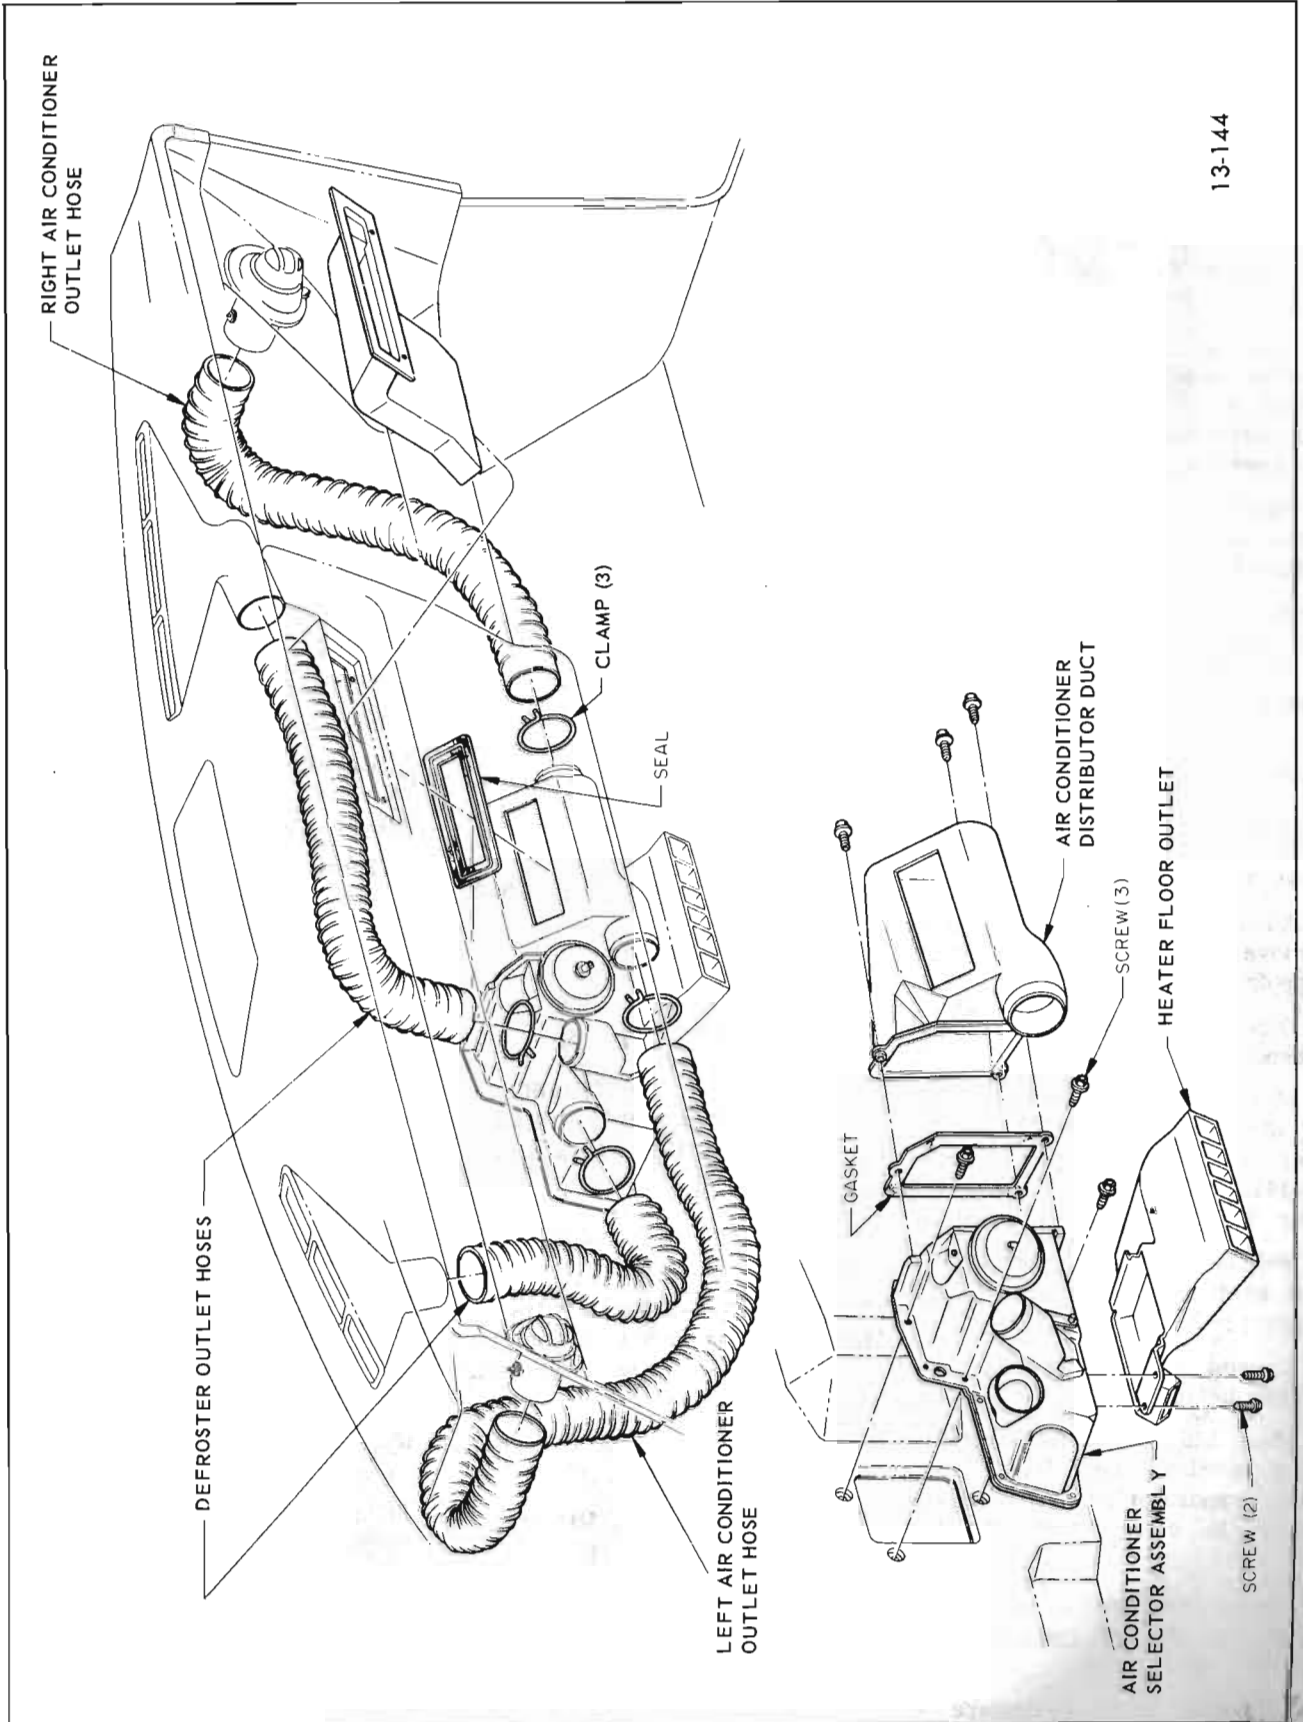 RIGHT AIR CONDITIONER
OUTLET HOSE
DEFROSTER OUTLET HOSES
CLAMP (3)
SEAL
LEFT AIR CONDITIONER
OUTLET HOSE
AIR CONDITIONER
DISTRIBUTOR DUCT
SCREW (3)
GASKET
HEATER FLOOR OUTLET
AIR CONDITIONER
SELECTOR ASSEMBLY
SCREW (2)
13-144